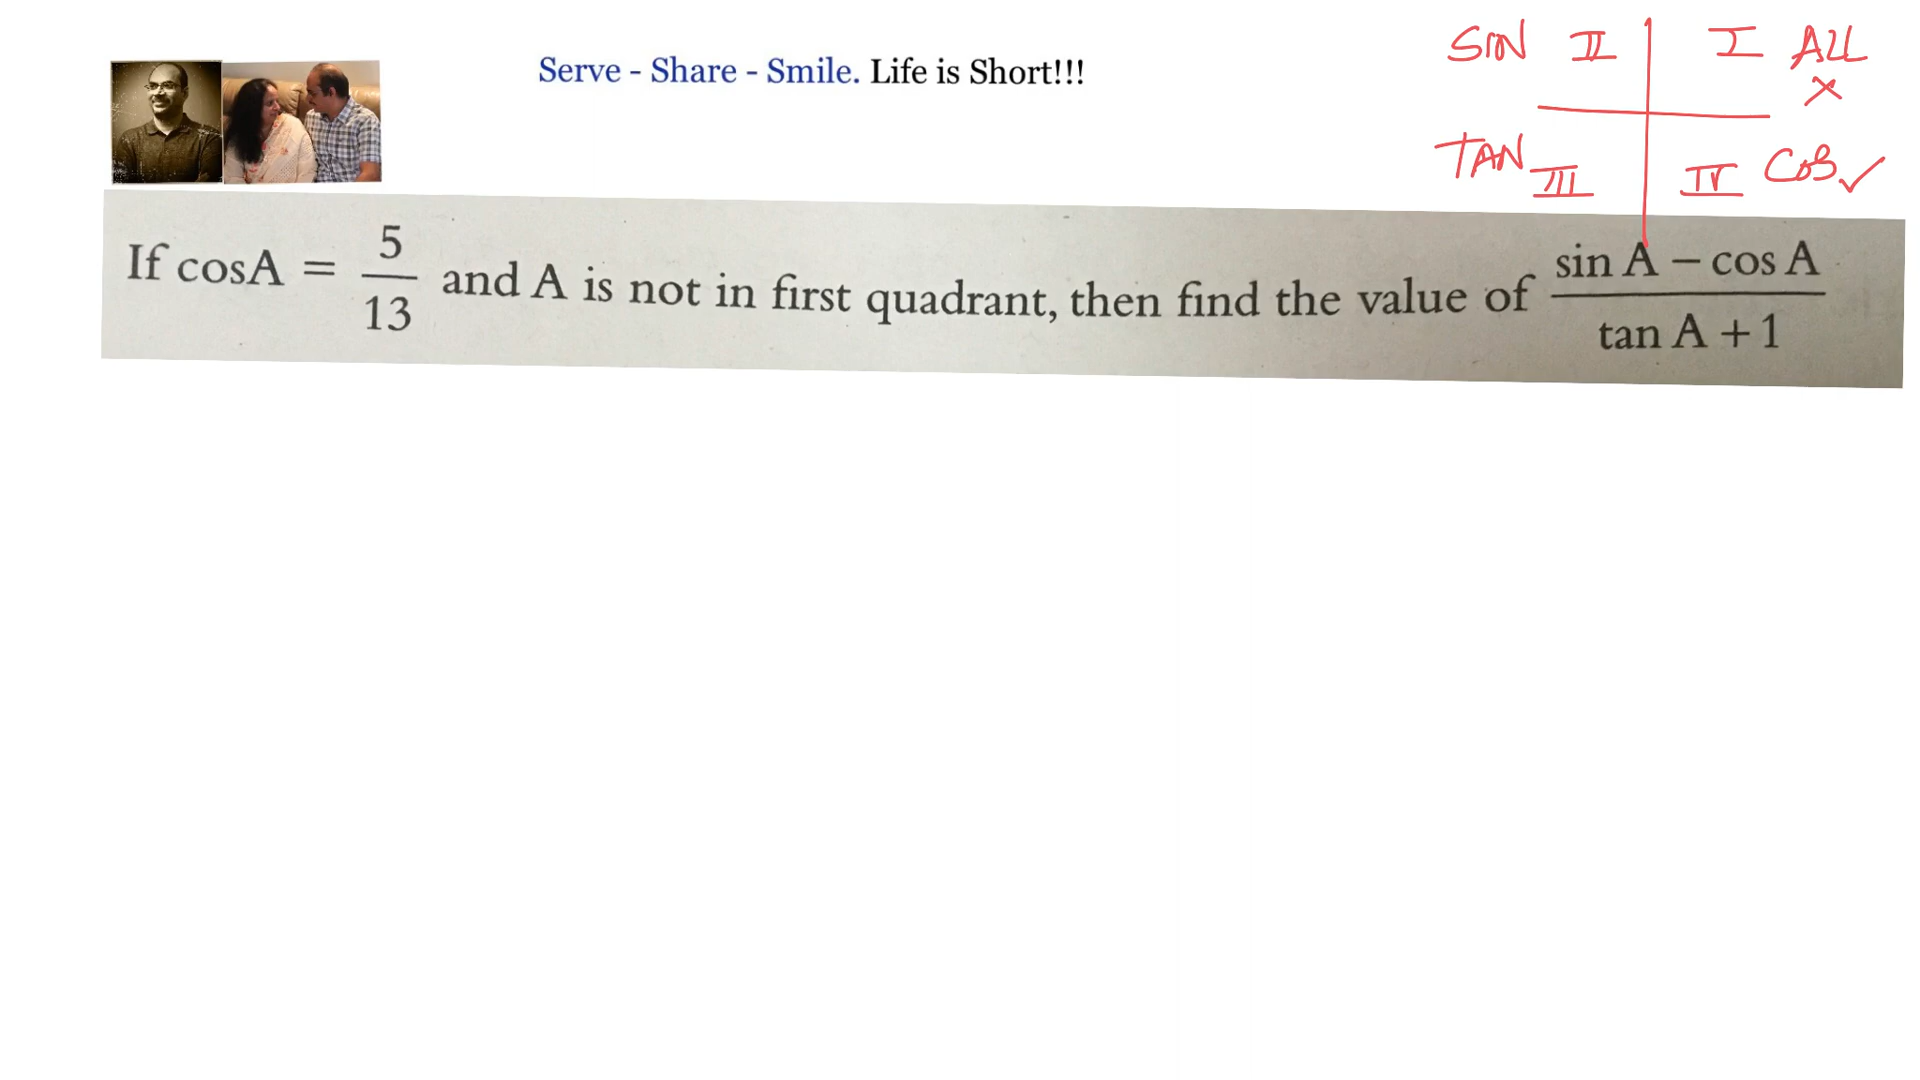 Serve - Share - Smile. Life is Short!!!
SIN II I ALL
×
TAN III IV COS ✓
If cosA = 5/13 and A is not in first quadrant, then find the value of (sin A − cos A)/(tan A + 1)